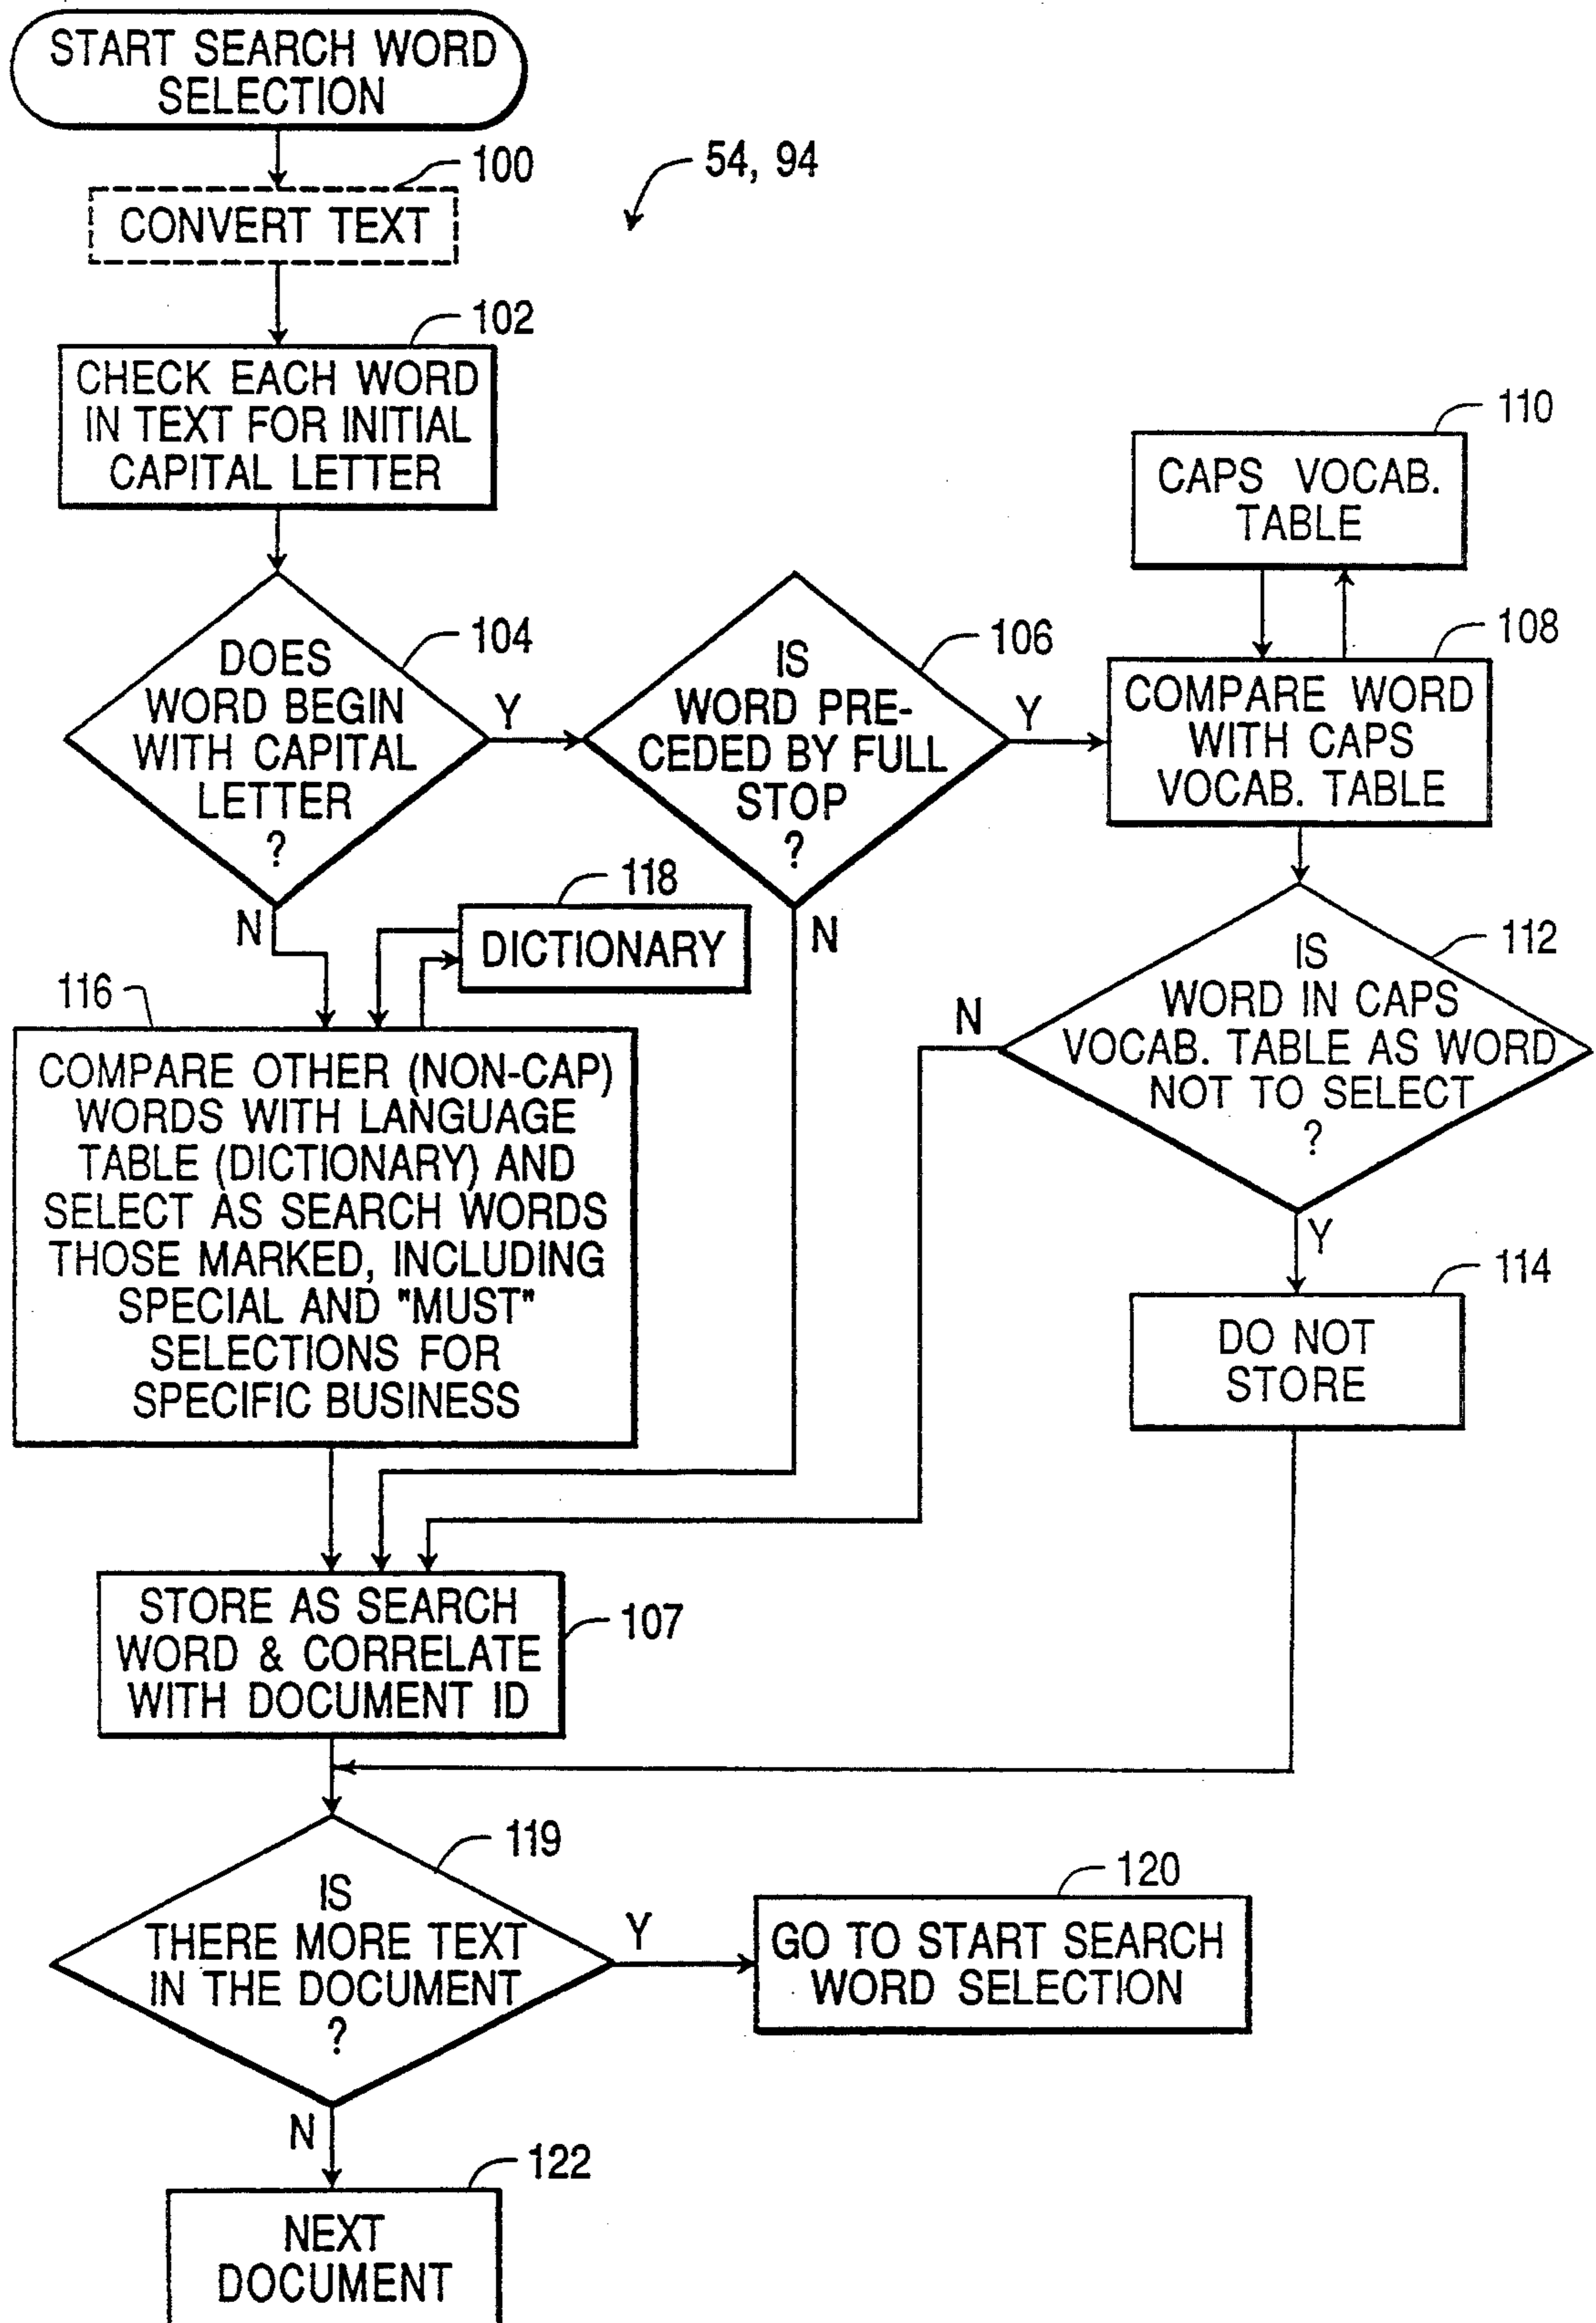 START SEARCH WORD
SELECTION
100
54, 94
CONVERT TEXT
102
CHECK EACH WORD
IN TEXT FOR INITIAL
CAPITAL LETTER
110
CAPS VOCAB.
TABLE
104
DOES
WORD BEGIN
WITH CAPITAL
LETTER
?
Y
N
106
IS
WORD PRE-
CEDED BY FULL
STOP
?
Y
N
108
COMPARE WORD
WITH CAPS
VOCAB. TABLE
118
DICTIONARY
112
IS
WORD IN CAPS
VOCAB. TABLE AS WORD
NOT TO SELECT
?
N
Y
116
COMPARE OTHER (NON-CAP)
WORDS WITH LANGUAGE
TABLE (DICTIONARY) AND
SELECT AS SEARCH WORDS
THOSE MARKED, INCLUDING
SPECIAL AND "MUST"
SELECTIONS FOR
SPECIFIC BUSINESS
114
DO NOT
STORE
STORE AS SEARCH
WORD & CORRELATE
WITH DOCUMENT ID
107
119
IS
THERE MORE TEXT
IN THE DOCUMENT
?
Y
N
120
GO TO START SEARCH
WORD SELECTION
122
NEXT
DOCUMENT